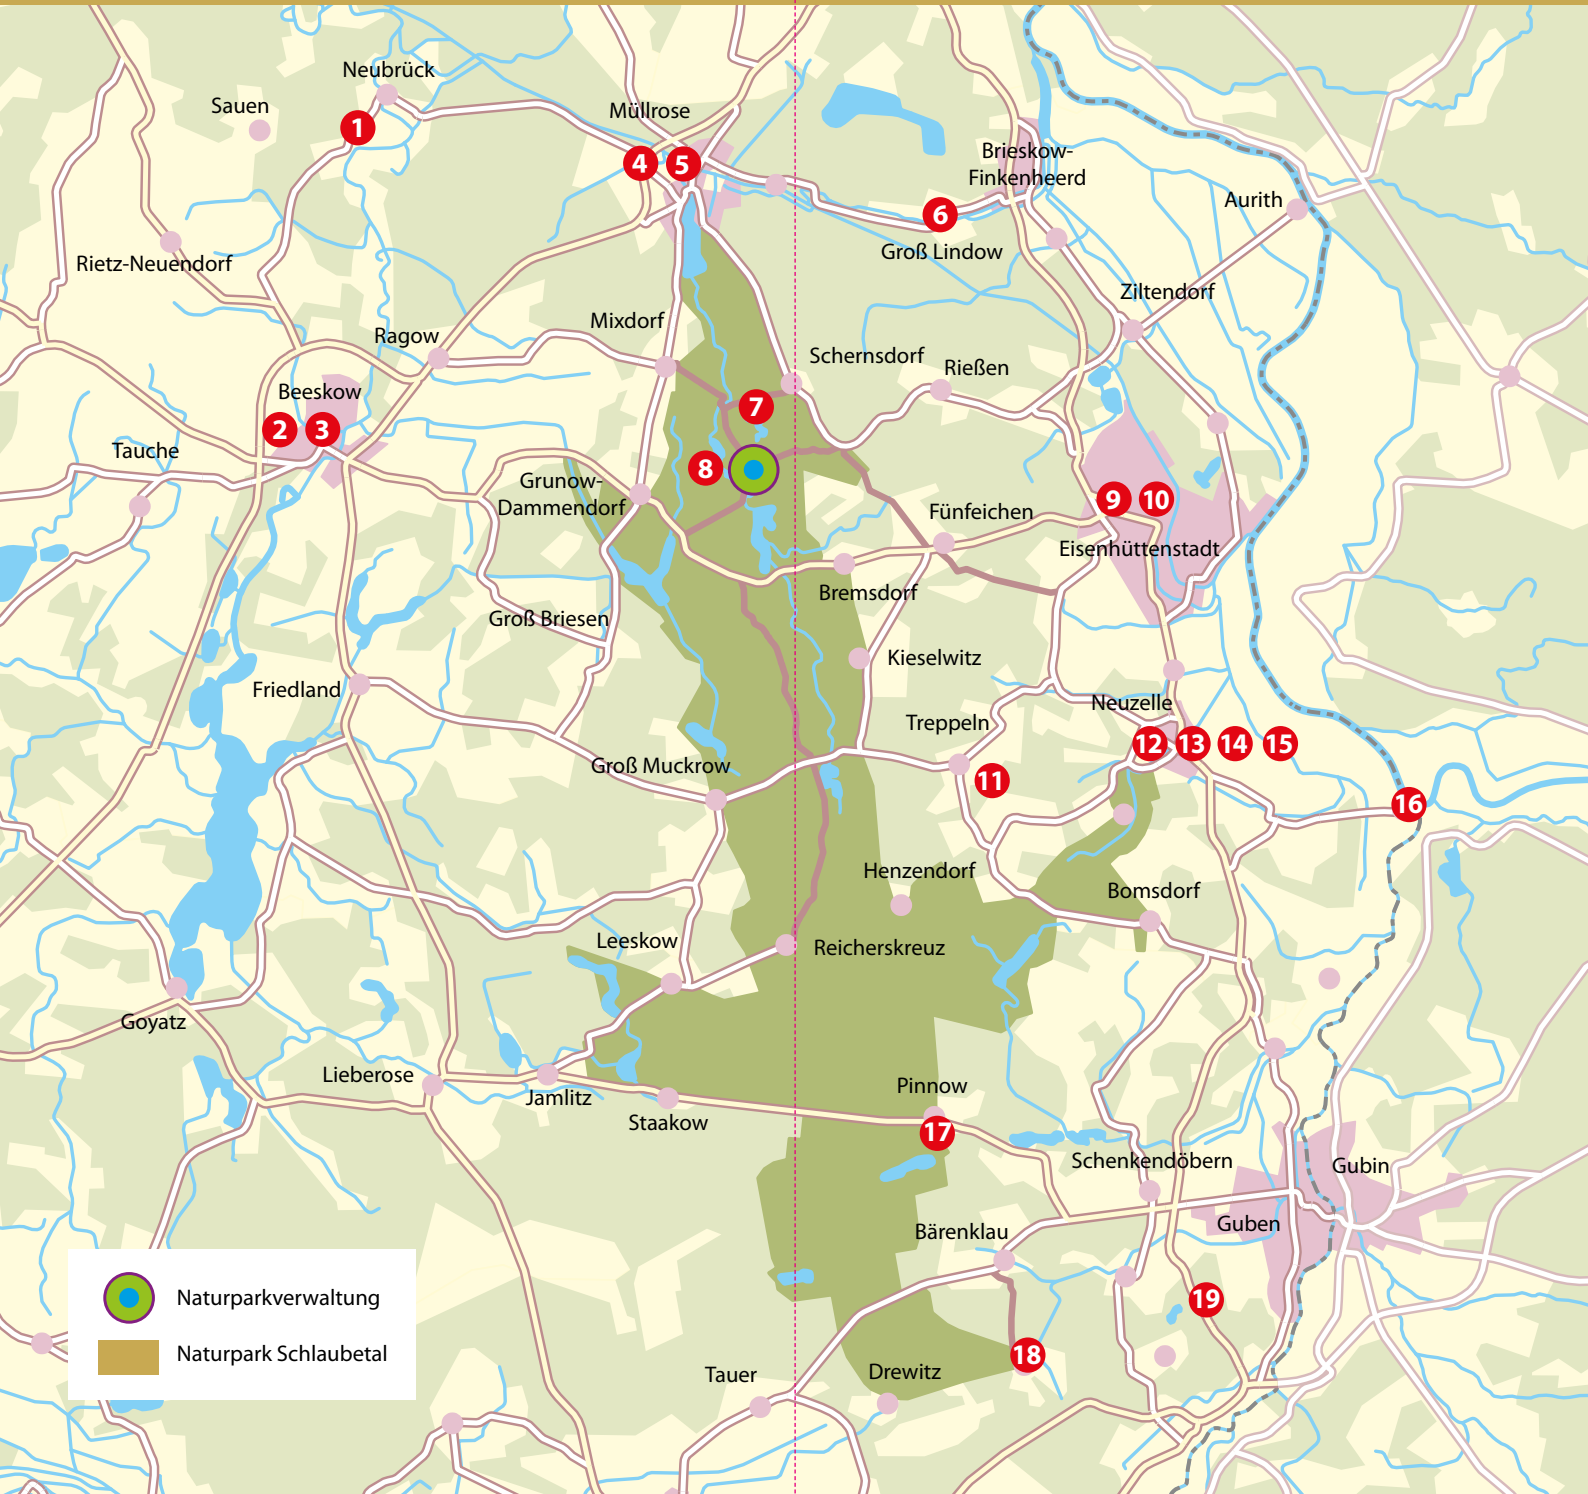 Neubrück
Sauen
1
Müllrose
4 5
Brieskow-
Finkenheerd
Aurith
6
Groß Lindow
Rietz-Neuendorf
Ziltendorf
Mixdorf
Ragow
Schernsdorf
Rießen
Beeskow
7
2 3
Tauche
8
Grunow-
Dammendorf
9 10
Fünfeichen
Eisenhüttenstadt
Bremsdorf
Groß Briesen
Kieselwitz
Friedland
Neuzelle
Treppeln
12 13 14 15
Groß Muckrow
11
16
Henzendorf
Bomsdorf
Leeskow
Reicherskreuz
Goyatz
Lieberose
Pinnow
Jamlitz
Staakow
17
Schenkendöbern
Gubin
Guben
Bärenklau
Naturparkverwaltung
19
Naturpark Schlaubetal
18
Tauer
Drewitz